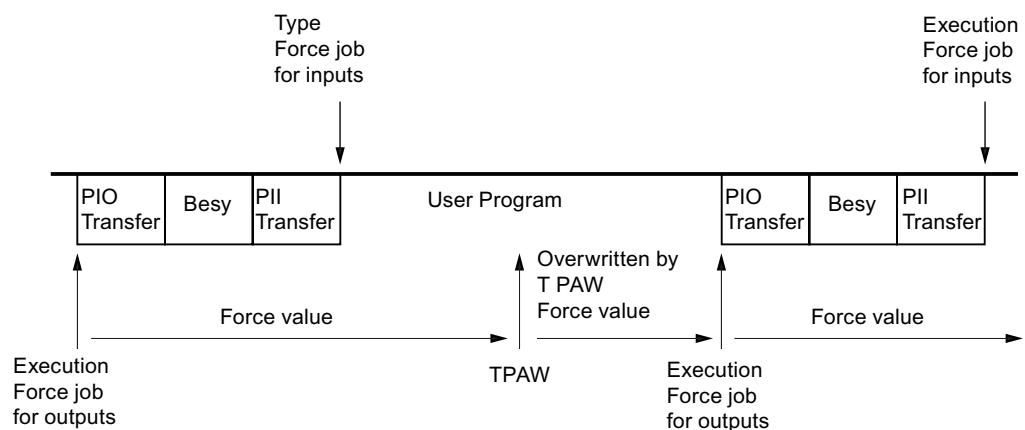 Type
Force job
for inputs
Execution
Force job
for inputs
PIO
Transfer
Besy
PII
Transfer
User Program
PIO
Transfer
Besy
PII
Transfer
Overwritten by
T PAW
Force value
Force value
Force value
Execution
Force job
for outputs
TPAW
Execution
Force job
for outputs